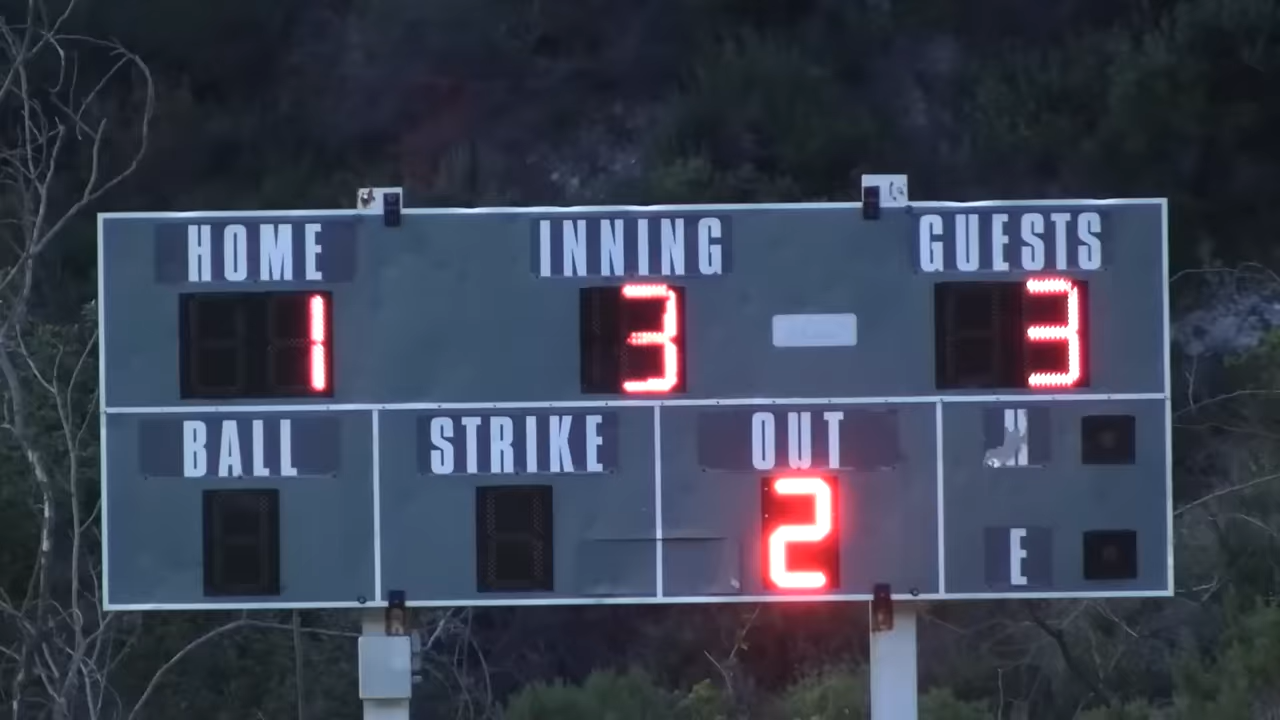 HOME INNING GUESTS
1 3 3
BALL STRIKE OUT H
2
E